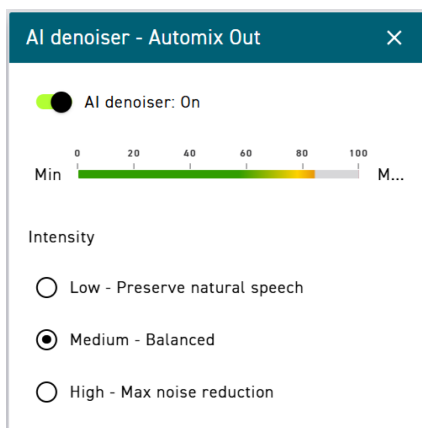 AI denoiser - Automix Out
AI denoiser: On
0 20 40 60 80 100
Min M...
Intensity
Low - Preserve natural speech
Medium - Balanced
High - Max noise reduction